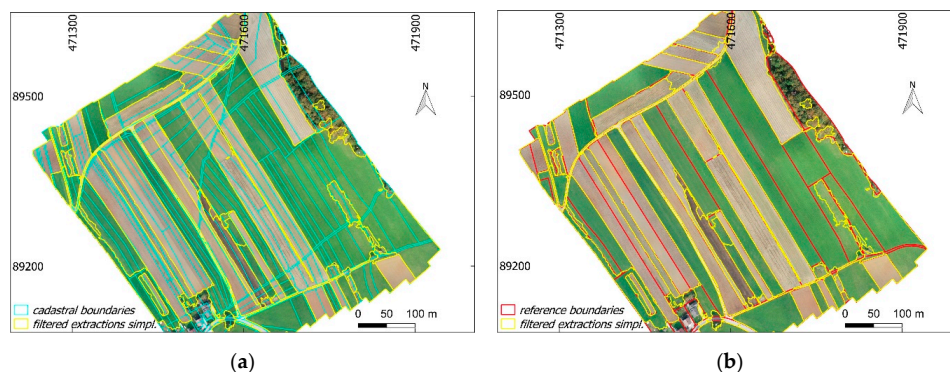 471300
471600
471900
89500
N
89200
cadastral boundaries
filtered extractions simpl.
0 50 100 m
(a)
471300
471600
471900
89500
N
89200
reference boundaries
filtered extractions simpl.
0 50 100 m
(b)